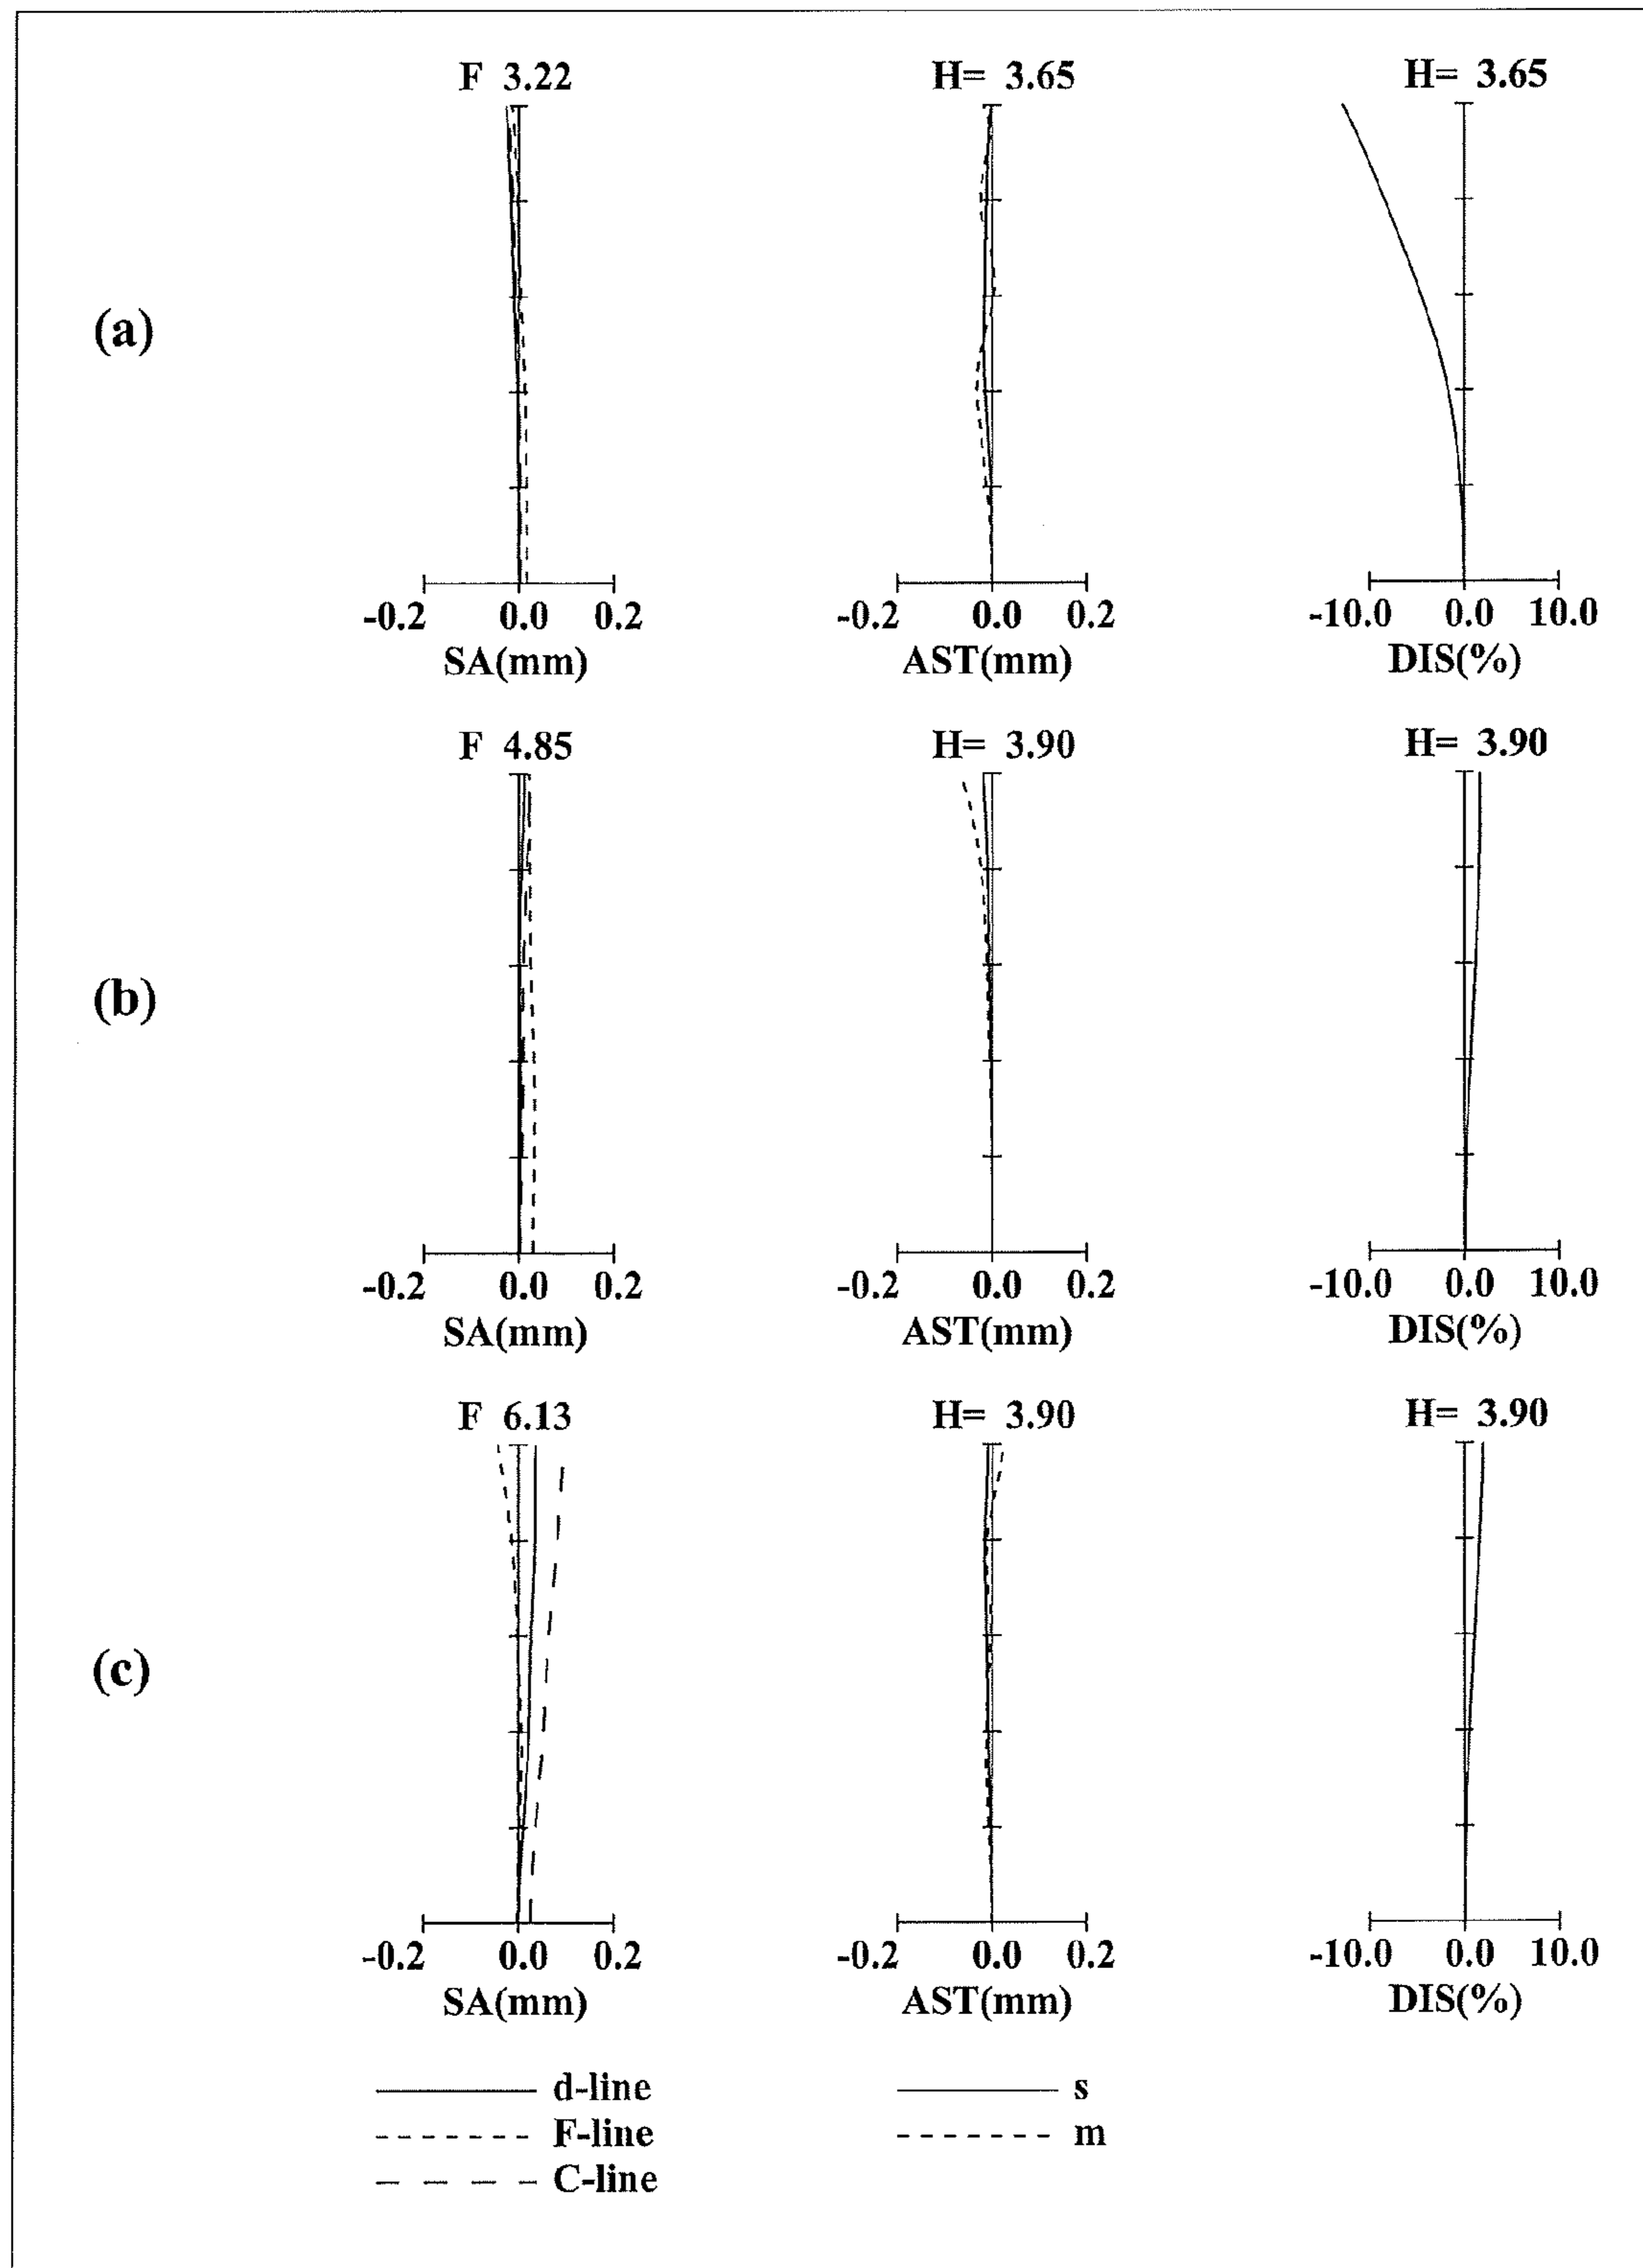 F 3.22 H= 3.65 H= 3.65
(a)
-0.2 0.0 0.2 -0.2 0.0 0.2 -10.0 0.0 10.0
SA(mm) AST(mm) DIS(%)
F 4.85 H= 3.90 H= 3.90
(b)
-0.2 0.0 0.2 -0.2 0.0 0.2 -10.0 0.0 10.0
SA(mm) AST(mm) DIS(%)
F 6.13 H= 3.90 H= 3.90
(c)
-0.2 0.0 0.2 -0.2 0.0 0.2 -10.0 0.0 10.0
SA(mm) AST(mm) DIS(%)
d-line s
F-line m
C-line